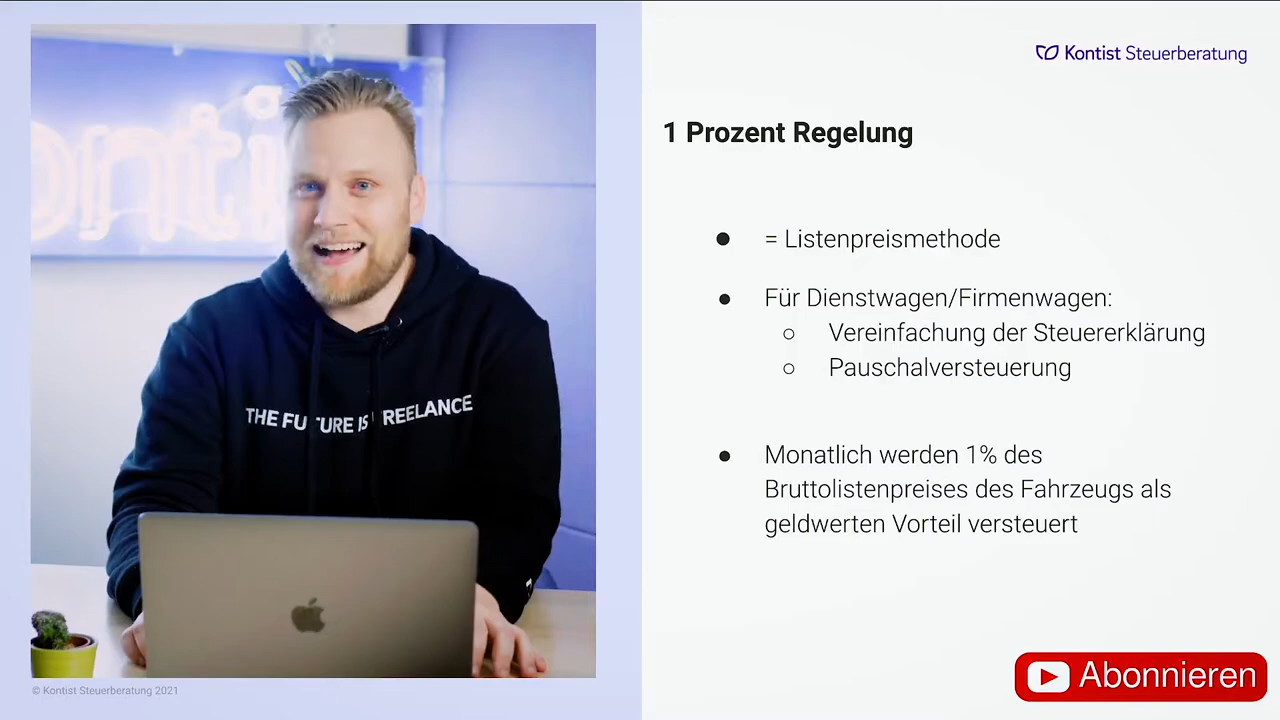 Kontist Steuerberatung
1 Prozent Regelung
= Listenpreismethode
Für Dienstwagen/Firmenwagen:
Vereinfachung der Steuererklärung
Pauschalversteuerung
Monatlich werden 1% des
Bruttolistenpreises des Fahrzeugs als
geldwerten Vorteil versteuert
THE FUTURE IS FREELANCE
© Kontist Steuerberatung 2021
Abonnieren